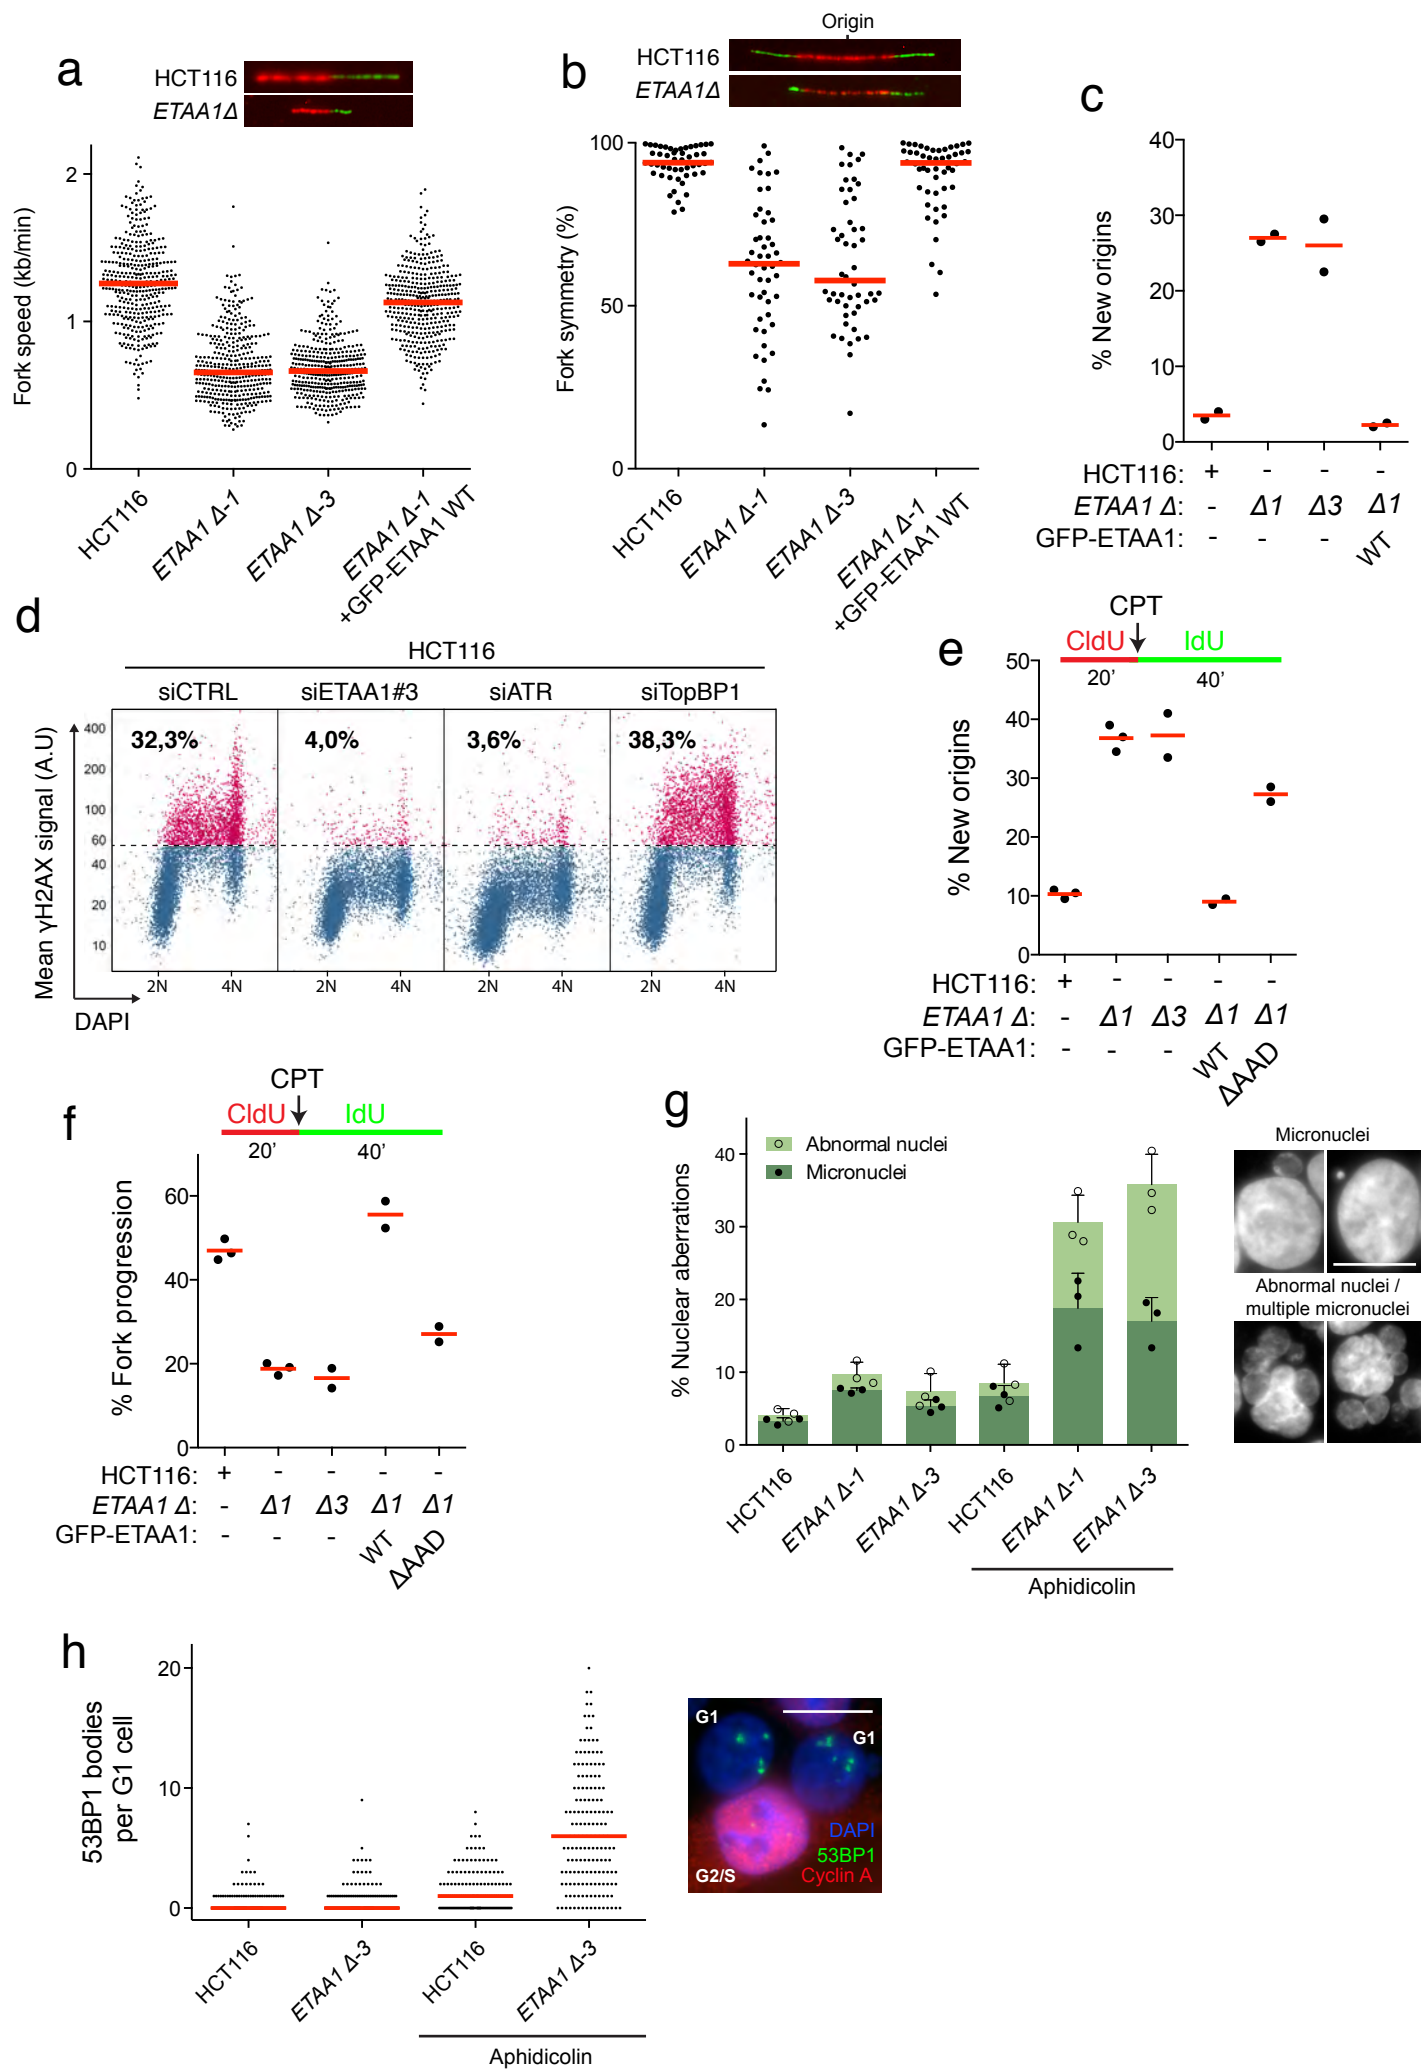 a
HCT116
ETAA1Δ
Fork speed (kb/min)
2
1
0
HCT116
ETAA1 Δ-1
ETAA1 Δ-3
ETAA1 Δ-1
+GFP-ETAA1 WT
b
Origin
HCT116
ETAA1Δ
Fork symmetry (%)
100
50
0
HCT116
ETAA1 Δ-1
ETAA1 Δ-3
ETAA1 Δ-1
+GFP-ETAA1 WT
c
% New origins
40
30
20
10
0
HCT116: + - - -
ETAA1 Δ: - Δ1 Δ3 Δ1
GFP-ETAA1: - - - WT
d
HCT116
siCTRL siETAA1#3 siATR siTopBP1
Mean γH2AX signal (A.U)
400
200
100
60
40
20
10
32,3% 4,0% 3,6% 38,3%
2N 4N 2N 4N 2N 4N 2N 4N
DAPI
e
CPT
CldU IdU
20' 40'
% New origins
50
40
30
20
10
0
HCT116: + - - - -
ETAA1 Δ: - Δ1 Δ3 Δ1 Δ1
GFP-ETAA1: - - - WT ΔAAD
f
CPT
CldU IdU
20' 40'
% Fork progression
60
40
20
0
HCT116: + - - - -
ETAA1 Δ: - Δ1 Δ3 Δ1 Δ1
GFP-ETAA1: - - - WT ΔAAD
g
% Nuclear aberrations
40
30
20
10
0
Abnormal nuclei
Micronuclei
HCT116
ETAA1 Δ-1
ETAA1 Δ-3
HCT116
ETAA1 Δ-1
ETAA1 Δ-3
Aphidicolin
Micronuclei
Abnormal nuclei /
multiple micronuclei
h
53BP1 bodies
per G1 cell
20
10
0
HCT116
ETAA1 Δ-3
HCT116
ETAA1 Δ-3
Aphidicolin
G1
G1
DAPI
53BP1
G2/S Cyclin A